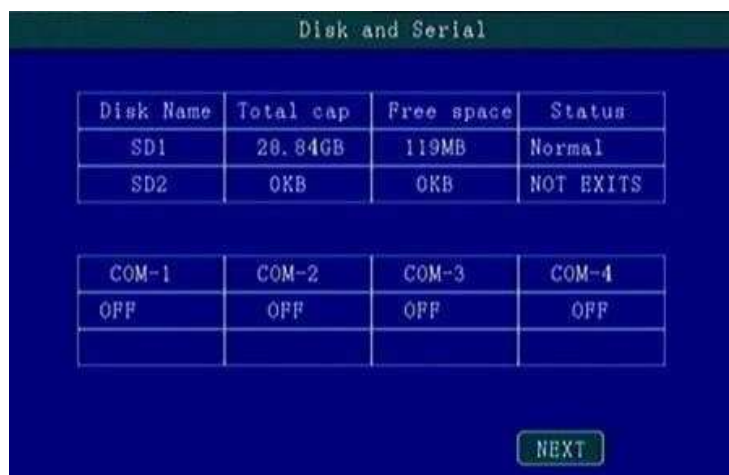 Disk and Serial
Disk Name Total cap Free space Status
SD1 28.84GB 119MB Normal
SD2 0KB 0KB NOT EXITS
COM-1 COM-2 COM-3 COM-4
OFF OFF OFF OFF
NEXT